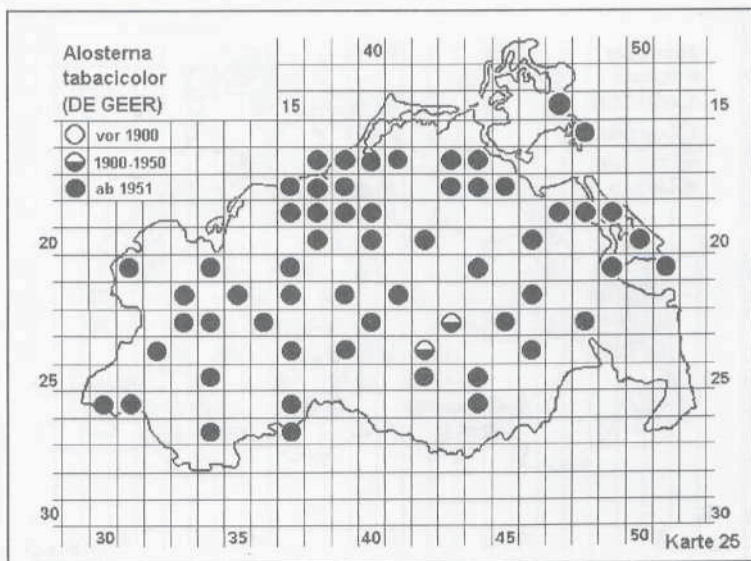 Alosterna
tabacicolor
(DE GEER)
vor 1900
1900-1950
ab 1951
40 50
15 15
20 20
25 25
30 30
30 35 40 45 50 Karte 25